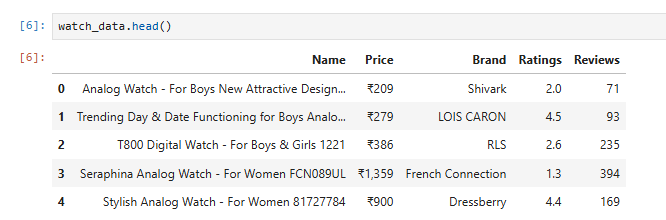 [6]: watch_data.head()
[6]:
Name Price Brand Ratings Reviews
0 Analog Watch - For Boys New Attractive Design... ₹209 Shivark 2.0 71
1 Trending Day & Date Functioning for Boys Analo... ₹279 LOIS CARON 4.5 93
2 T800 Digital Watch - For Boys & Girls 1221 ₹386 RLS 2.6 235
3 Seraphina Analog Watch - For Women FCN089UL ₹1,359 French Connection 1.3 394
4 Stylish Analog Watch - For Women 81727784 ₹900 Dressberry 4.4 169